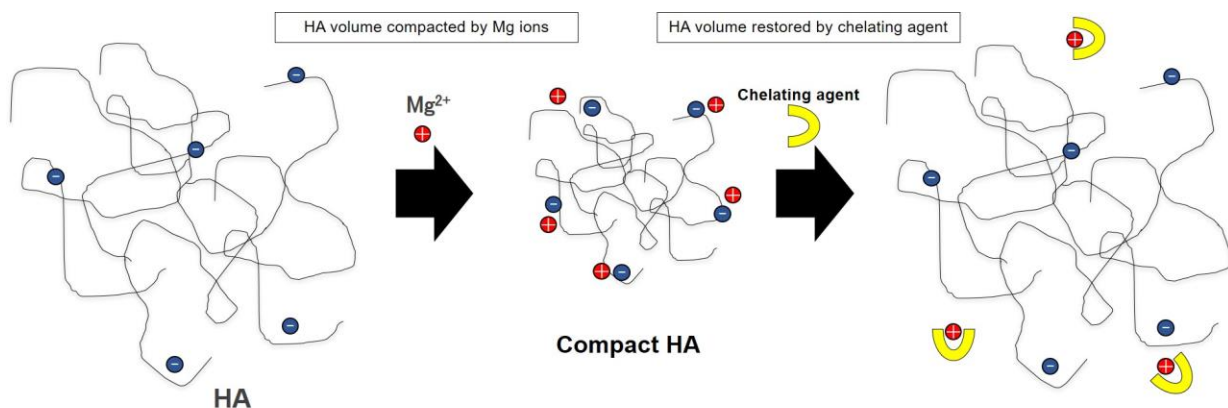 HA volume compacted by Mg ions
HA volume restored by chelating agent
Mg²⁺
Chelating agent
Compact HA
HA